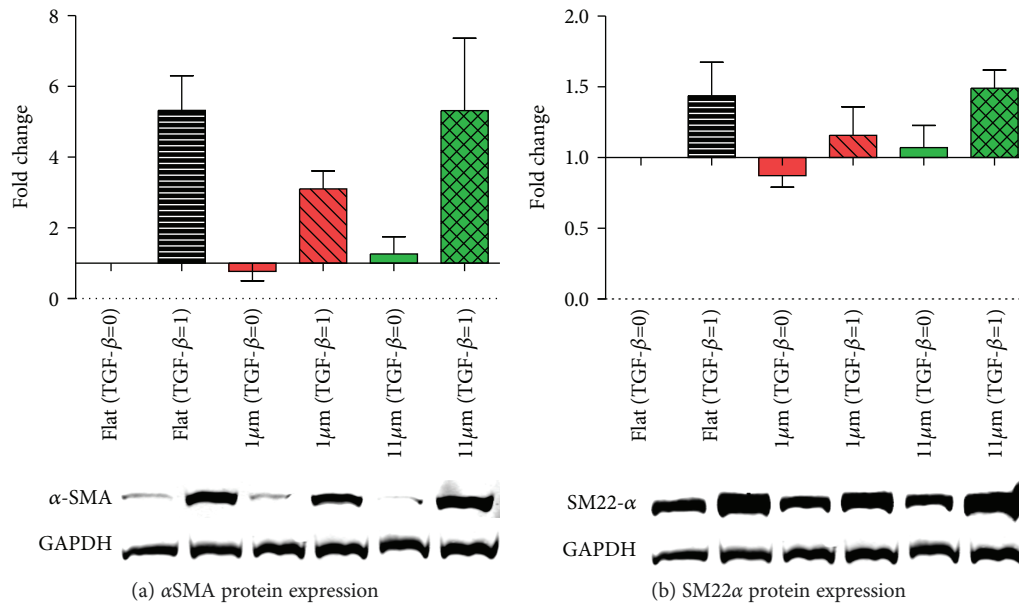 Fold change
8
6
4
2
0
Flat (TGF-β=0)
Flat (TGF-β=1)
1μm (TGF-β=0)
1μm (TGF-β=1)
11μm (TGF-β=0)
11μm (TGF-β=1)
α-SMA
GAPDH
(a) αSMA protein expression
Fold change
2.0
1.5
1.0
0.5
0.0
Flat (TGF-β=0)
Flat (TGF-β=1)
1μm (TGF-β=0)
1μm (TGF-β=1)
11μm (TGF-β=0)
11μm (TGF-β=1)
SM22-α
GAPDH
(b) SM22α protein expression